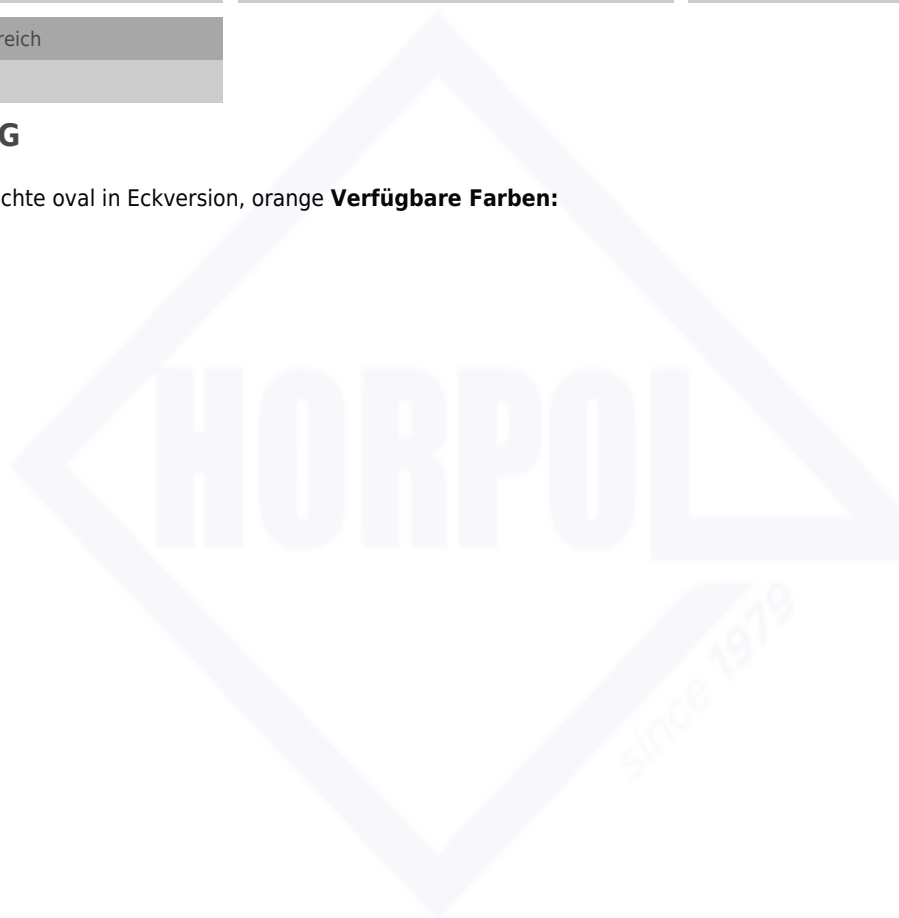 reich
G
chte oval in Eckversion, orange Verfügbare Farben:
HORPOL
since 1979